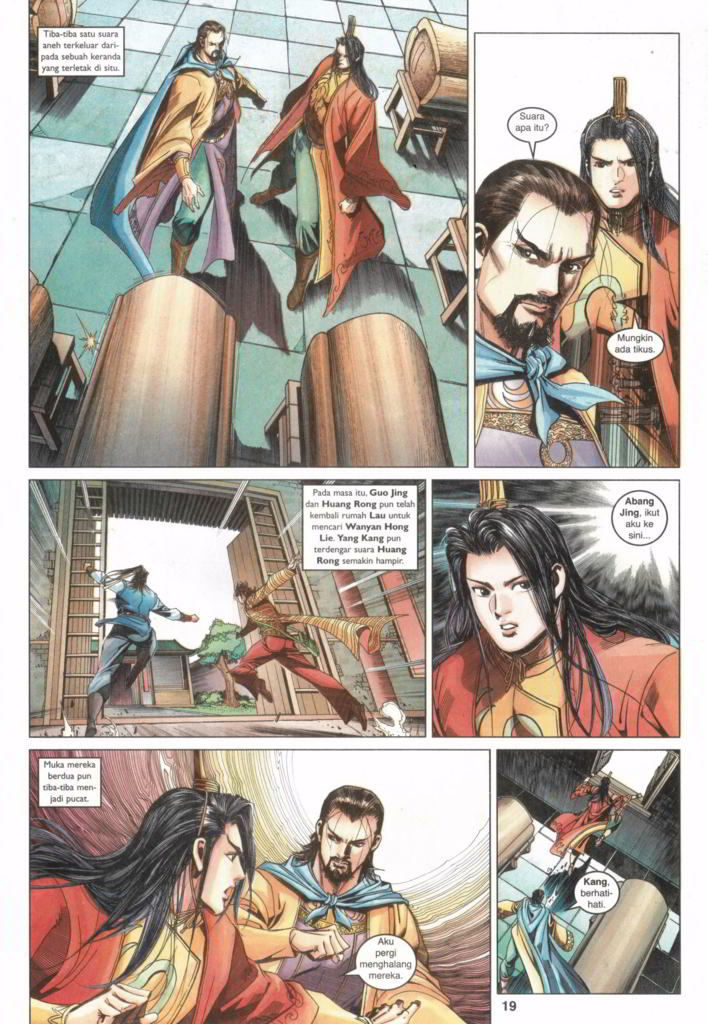 Tiba-tiba satu suara
aneh terkeluar dari-
pada sebuah keranda
yang terletak di situ.
Suara
apa itu?
Mungkin
ada tikus.
Pada masa itu, Guo Jing
dan Huang Rong pun telah
kembali rumah Lau untuk
mencari Wanyan Hong
Lie. Yang Kang pun
terdengar suara Huang
Rong semakin hampir.
Abang
Jing, ikut
aku ke
sini...
Muka mereka
berdua pun
tiba-tiba men-
jadi pucat.
Aku
pergi
menghalang
mereka.
Kang,
berhati-
hati.
19